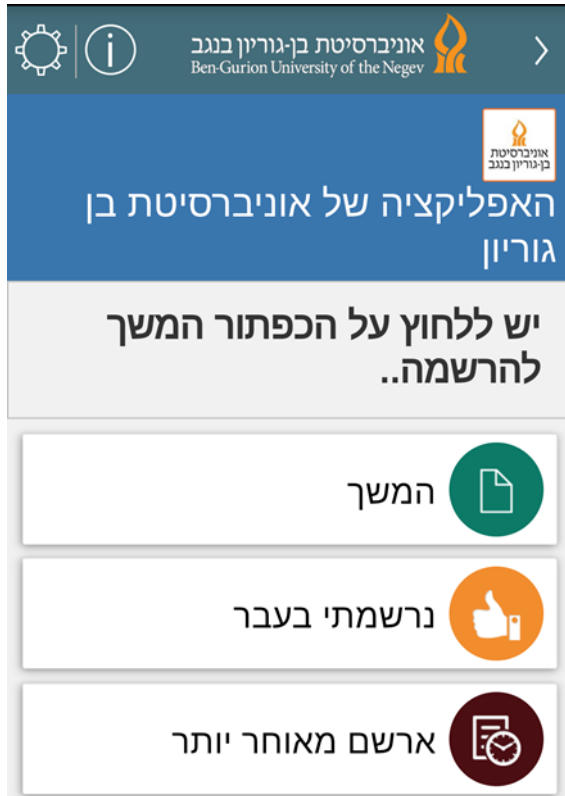 אוניברסיטת בן-גוריון בנגב
Ben-Gurion University of the Negev
אוניברסיטת
בן-גוריון בנגב
האפליקציה של אוניברסיטת בן
גוריון
יש ללחוץ על הכפתור המשך
להרשמה..
המשך
נרשמתי בעבר
ארשם מאוחר יותר